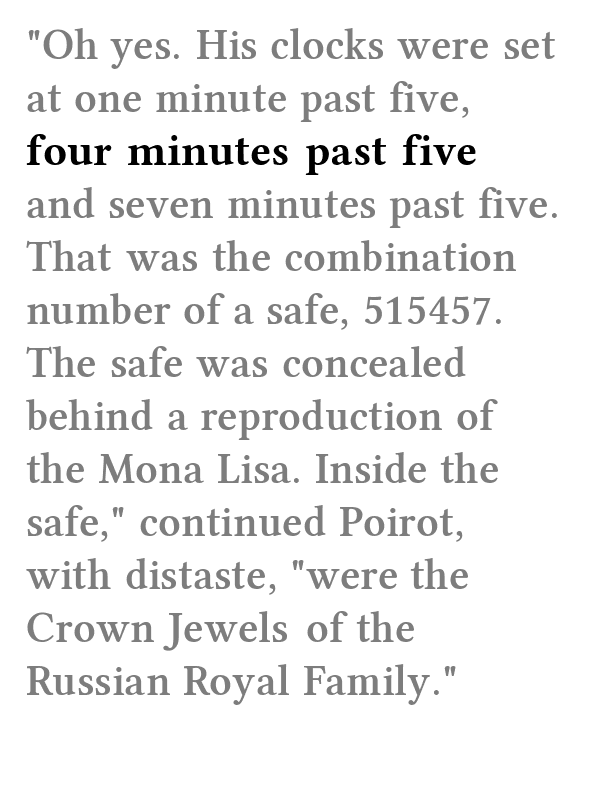 "Oh yes. His clocks were set
at one minute past five,
four minutes past five
and seven minutes past five.
That was the combination
number of a safe, 515457.
The safe was concealed
behind a reproduction of
the Mona Lisa. Inside the
safe," continued Poirot,
with distaste, "were the
Crown Jewels of the
Russian Royal Family."